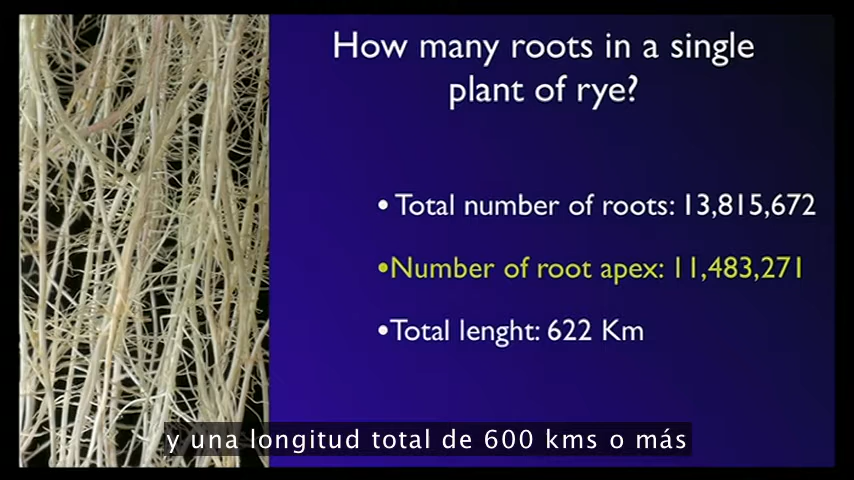 How many roots in a single
plant of rye?
• Total number of roots: 13,815,672
•Number of root apex: 11,483,271
•Total lenght: 622 Km
y una longitud total de 600 kms o más